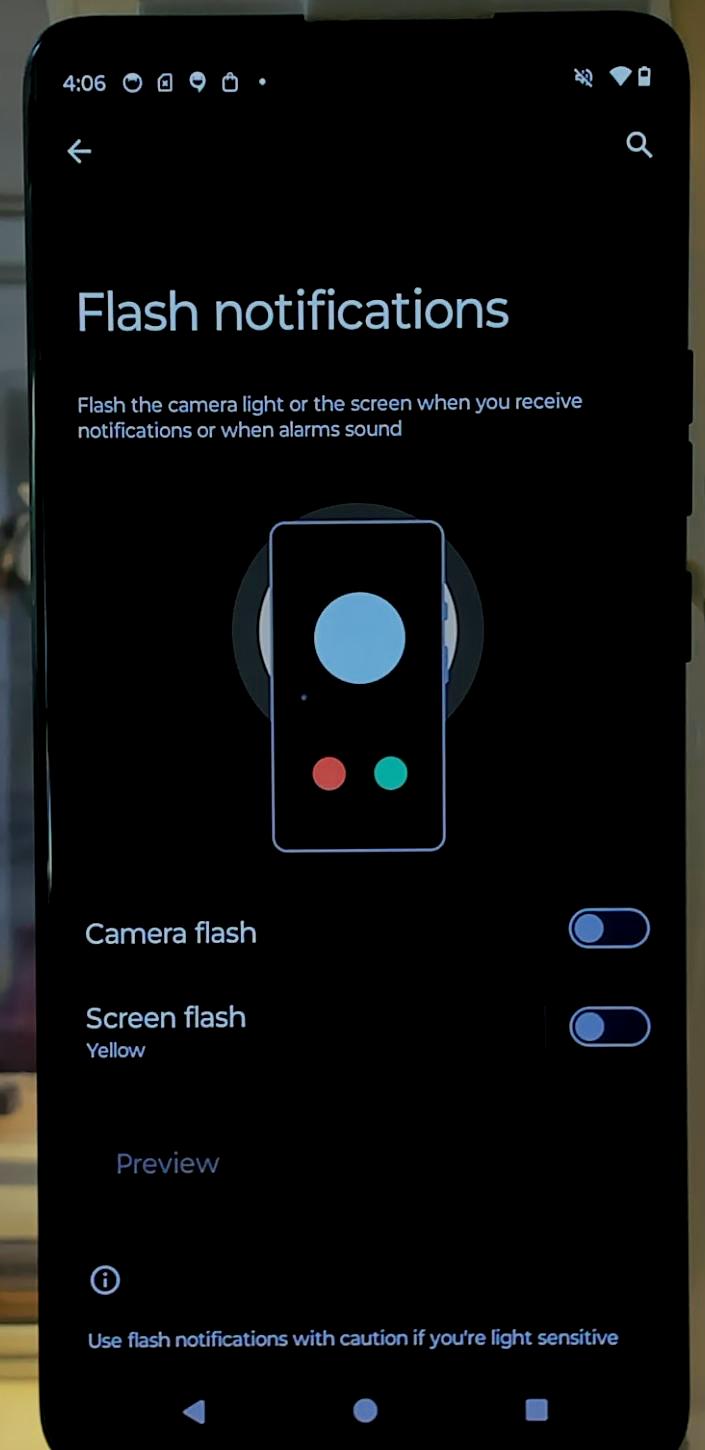 4:06
Flash notifications
Flash the camera light or the screen when you receive
notifications or when alarms sound
Camera flash
Screen flash
Yellow
Preview
Use flash notifications with caution if you're light sensitive